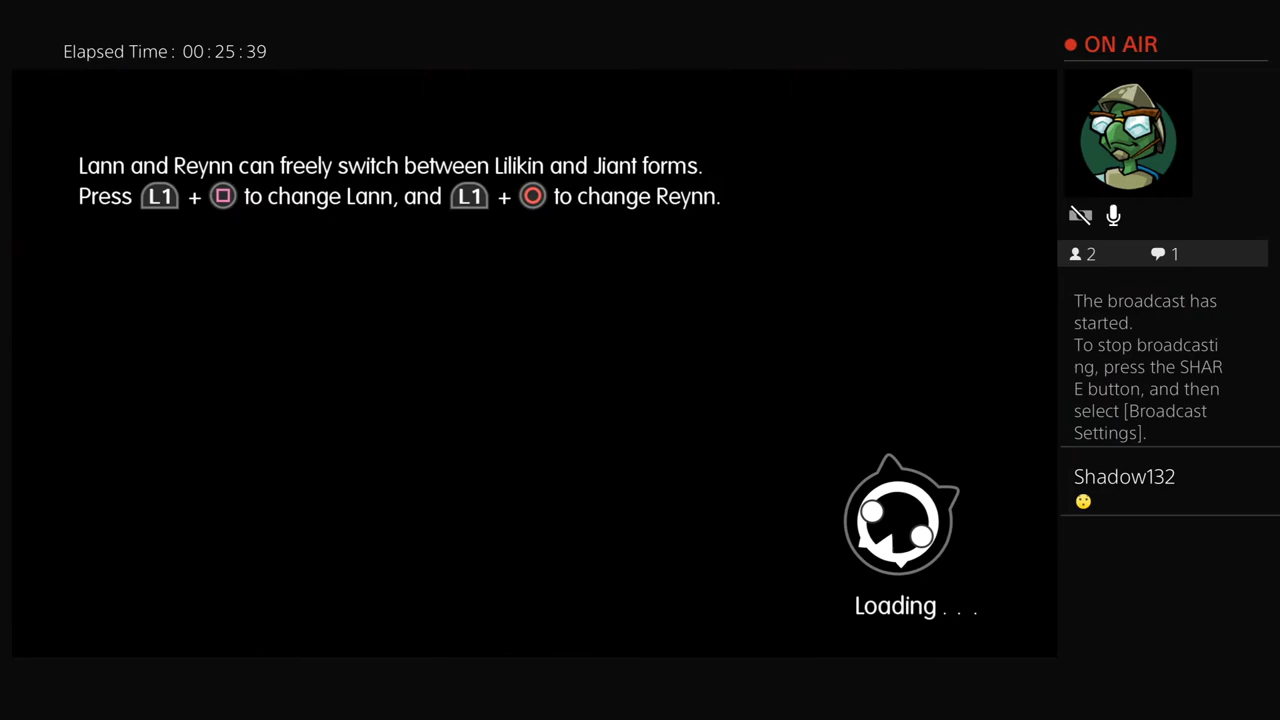 Elapsed Time: 00:25:39
ON AIR
Lann and Reynn can freely switch between Lilikin and Jiant forms.
Press L1 + to change Lann, and L1 + to change Reynn.
2 1
The broadcast has
started.
To stop broadcasti
ng, press the SHAR
E button, and then
select [Broadcast
Settings].
Shadow132
Loading . . .